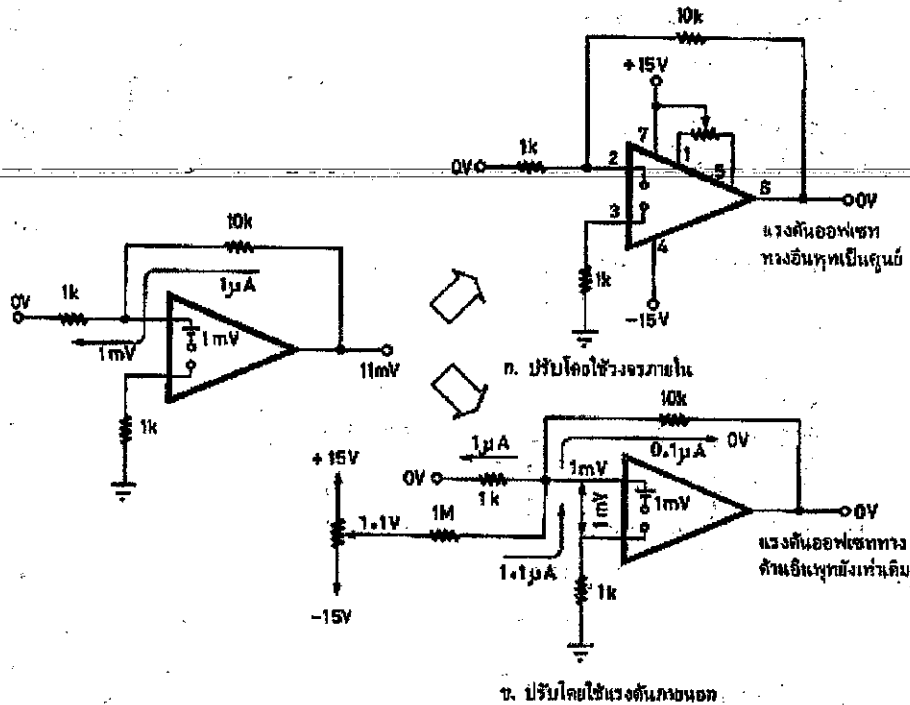 10k
+15V
7
1
1k
0V
2
5
6
0V
3
แรงดันออฟเซท
ทางอินพุทเป็นศูนย์
4
1k
-15V
ก. ปรับโดยใช้วงจรภายใน
10k
1μA
1k
0V
1mV
1mV
11mV
1k
10k
0.1μA
0V
1μA
0V
1mV
1k
1mV
1mV
0V
+15V
1.1V
1M
แรงดันออฟเซททาง
ด้านอินพุทยังเท่าเดิม
1.1μA
1k
-15V
ข. ปรับโดยใช้แรงดันภายนอก